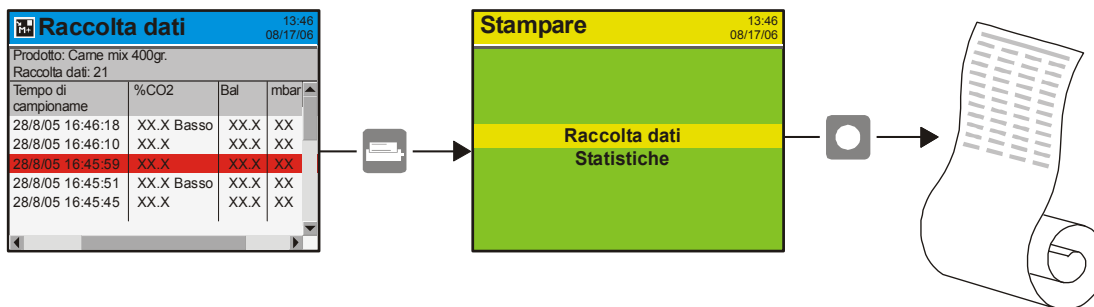 M+ Raccolta dati 13:46
08/17/06
Prodotto: Carne mix 400gr.
Raccolta dati: 21
Tempo di campioname %CO2 Bal mbar
28/8/05 16:46:18 XX.X Basso XX.X XX
28/8/05 16:46:10 XX.X XX.X XX
28/8/05 16:45:59 XX.X XX.X XX
28/8/05 16:45:51 XX.X Basso XX.X XX
28/8/05 16:45:45 XX.X XX.X XX
Stampare 13:46
08/17/06
Raccolta dati
Statistiche